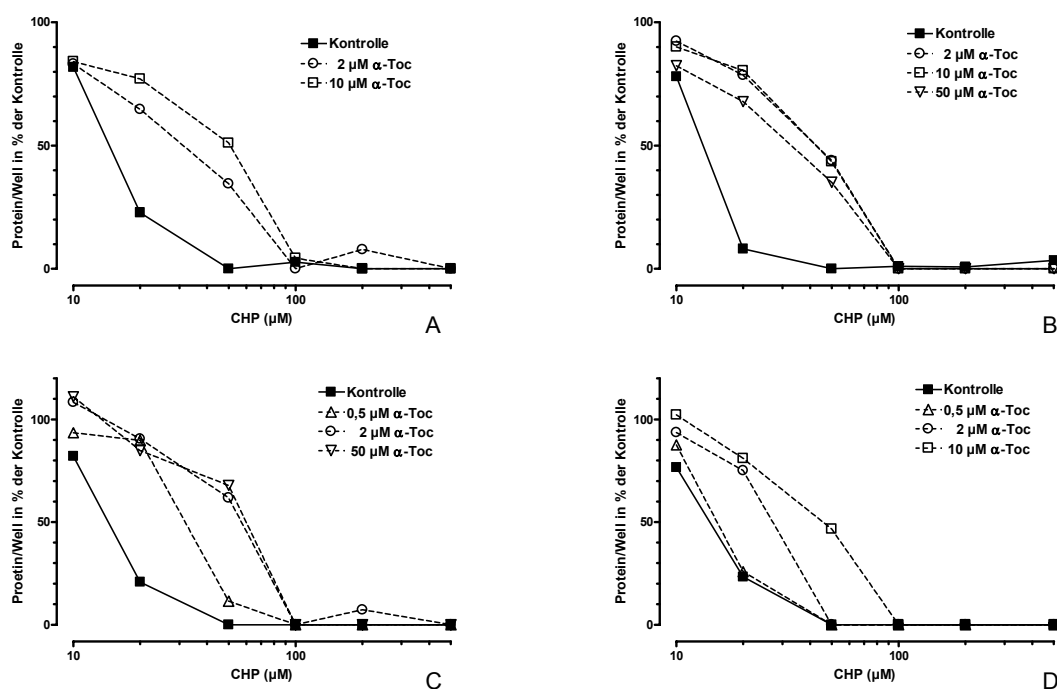 Protein/Well in % der Kontrolle
100
50
0
Kontrolle
2 µM α-Toc
10 µM α-Toc
10
100
CHP (µM)
A
Protein/Well in % der Kontrolle
100
50
0
Kontrolle
2 µM α-Toc
10 µM α-Toc
50 µM α-Toc
10
100
CHP (µM)
B
Proetin/Well in % der Kontrolle
100
50
0
Kontrolle
0,5 µM α-Toc
2 µM α-Toc
50 µM α-Toc
10
100
CHP (µM)
C
Protein/Well in % der Kontrolle
100
50
0
Kontrolle
0,5 µM α-Toc
2 µM α-Toc
10 µM α-Toc
10
100
CHP (µM)
D